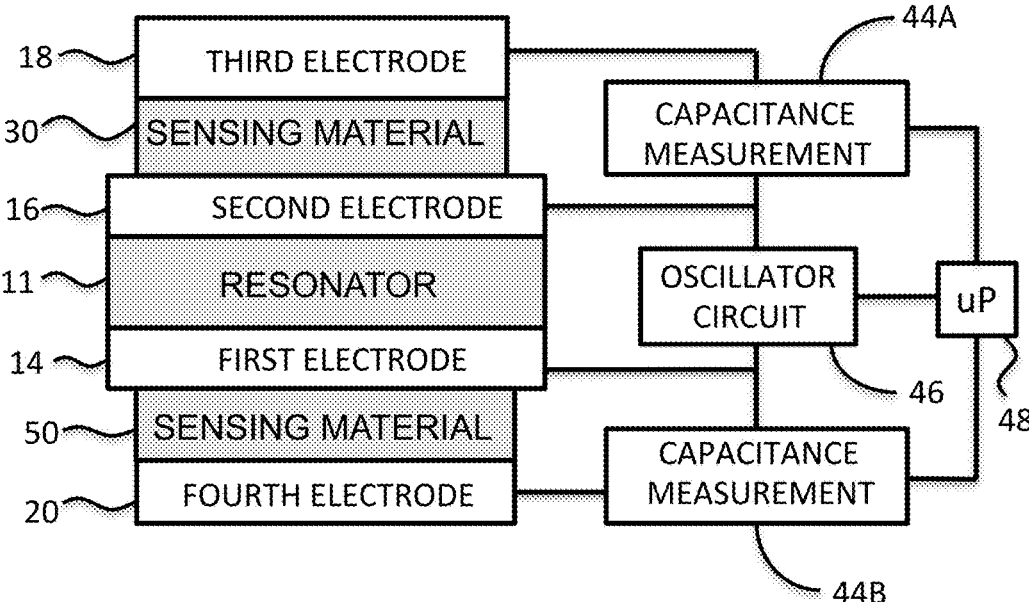 44A
18
THIRD ELECTRODE
30
SENSING MATERIAL
CAPACITANCE
MEASUREMENT
16
SECOND ELECTRODE
11
RESONATOR
OSCILLATOR
CIRCUIT
uP
14
FIRST ELECTRODE
46
48
50
SENSING MATERIAL
CAPACITANCE
MEASUREMENT
20
FOURTH ELECTRODE
44B